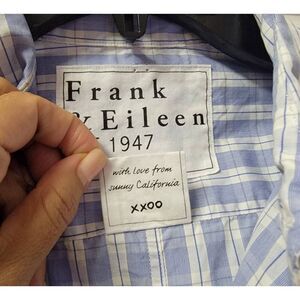 Frank
& Eileen
1947
with love from
sunny California
xxoo